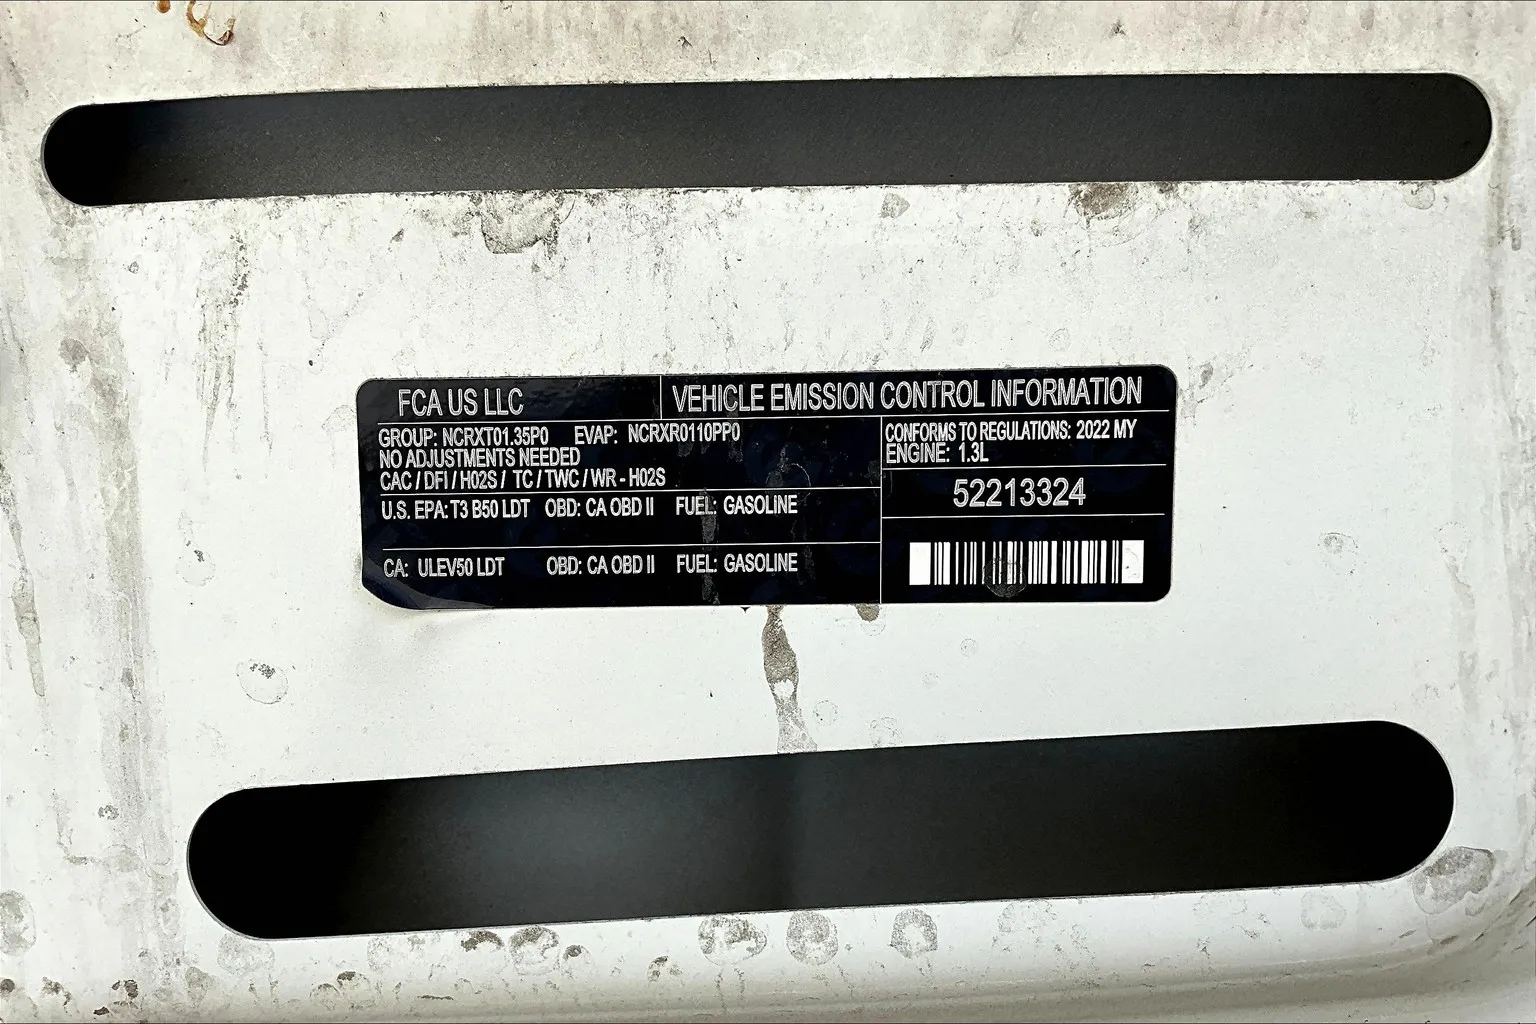 FCA US LLC
VEHICLE EMISSION CONTROL INFORMATION
GROUP: NCRXT01.35P0 EVAP: NCRXR0110PP0
NO ADJUSTMENTS NEEDED
CAC / DFI / H02S / TC / TWC / WR - H02S
U.S. EPA: T3 B50 LDT OBD: CA OBD II FUEL: GASOLINE
CA: ULEV50 LDT OBD: CA OBD II FUEL: GASOLINE
CONFORMS TO REGULATIONS: 2022 MY
ENGINE: 1.3L
52213324